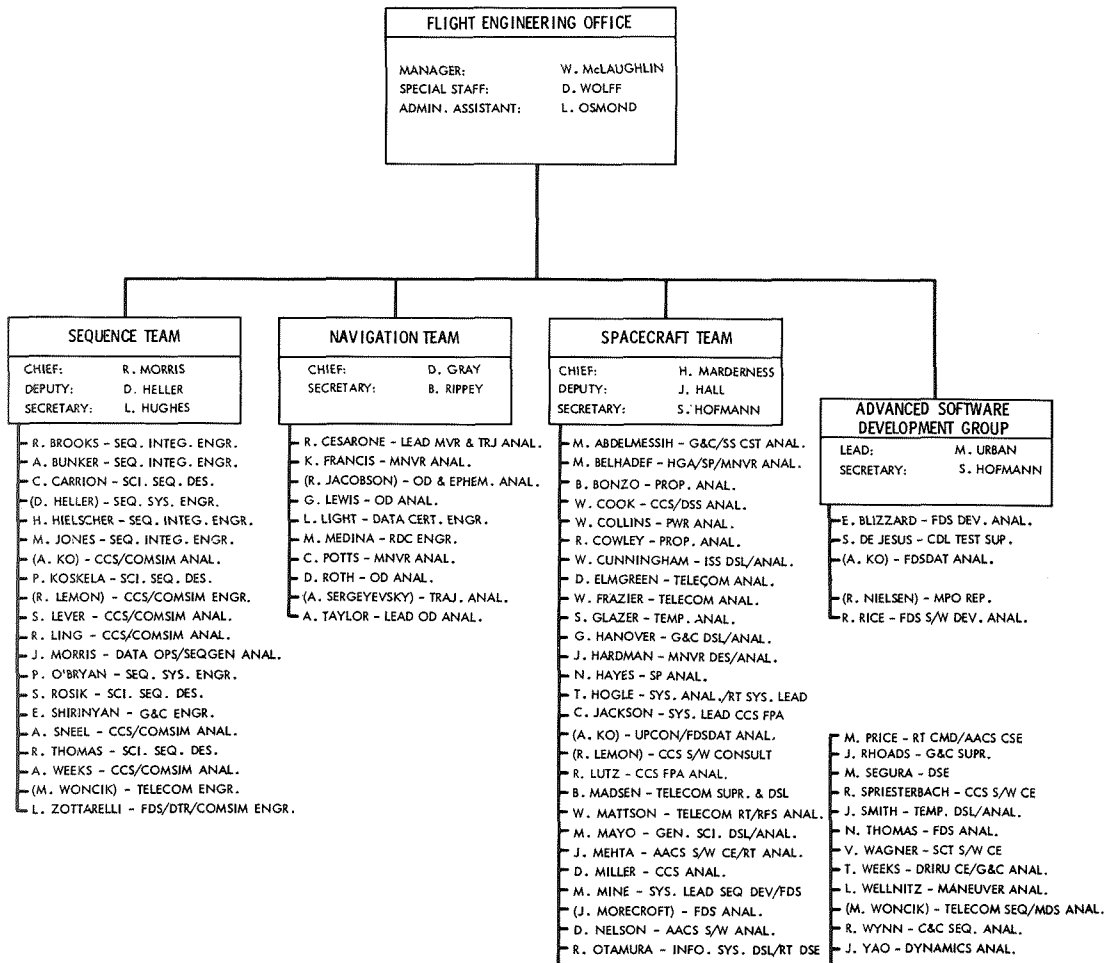 FLIGHT ENGINEERING OFFICE
MANAGER: W. McLAUGHLIN
SPECIAL STAFF: D. WOLFF
ADMIN. ASSISTANT: L. OSMOND
SEQUENCE TEAM
CHIEF: R. MORRIS
DEPUTY: D. HELLER
SECRETARY: L. HUGHES
R. BROOKS - SEQ. INTEG. ENGR.
A. BUNKER - SEQ. INTEG. ENGR.
C. CARRION - SCI. SEQ. DES.
(D. HELLER) - SEQ. SYS. ENGR.
H. HIELSCHER - SEQ. INTEG. ENGR.
M. JONES - SEQ. INTEG. ENGR.
(A. KO) - CCS/COMSIM ANAL.
P. KOSKELA - SCI. SEQ. DES.
(R. LEMON) - CCS/COMSIM ENGR.
S. LEVER - CCS/COMSIM ANAL.
R. LING - CCS/COMSIM ANAL.
J. MORRIS - DATA OPS/SEQGEN ANAL.
P. O'BRYAN - SEQ. SYS. ENGR.
S. ROSIK - SCI. SEQ. DES.
E. SHIRINYAN - G&C ENGR.
A. SNEEL - CCS/COMSIM ANAL.
R. THOMAS - SCI. SEQ. DES.
A. WEEKS - CCS/COMSIM ANAL.
(M. WONCIK) - TELECOM ENGR.
L. ZOTTARELLI - FDS/DTR/COMSIM ENGR.
NAVIGATION TEAM
CHIEF: D. GRAY
SECRETARY: B. RIPPEY
R. CESARONE - LEAD MVR & TRJ ANAL.
K. FRANCIS - MNVR ANAL.
(R. JACOBSON) - OD & EPHEM. ANAL.
G. LEWIS - OD ANAL.
L. LIGHT - DATA CERT. ENGR.
M. MEDINA - RDC ENGR.
C. POTTS - MNVR ANAL.
D. ROTH - OD ANAL.
(A. SERGEYEVSKY) - TRAJ. ANAL.
A. TAYLOR - LEAD OD ANAL.
SPACECRAFT TEAM
CHIEF: H. MARDERNESS
DEPUTY: J. HALL
SECRETARY: S. HOFMANN
M. ABDELMESSIH - G&C/SS CST ANAL.
M. BELHADEF - HGA/SP/MNVR ANAL.
B. BONZO - PROP. ANAL.
W. COOK - CCS/DSS ANAL.
W. COLLINS - PWR ANAL.
R. COWLEY - PROP. ANAL.
W. CUNNINGHAM - ISS DSL/ANAL.
D. ELMGREEN - TELECOM ANAL.
W. FRAZIER - TELECOM ANAL.
S. GLAZER - TEMP. ANAL.
G. HANOVER - G&C DSL/ANAL.
J. HARDMAN - MNVR DES/ANAL.
N. HAYES - SP ANAL.
T. HOGLE - SYS. ANAL./RT SYS. LEAD
C. JACKSON - SYS. LEAD CCS FPA
(A. KO) - UPCON/FDSDAT ANAL.
(R. LEMON) - CCS S/W CONSULT
R. LUTZ - CCS FPA ANAL.
B. MADSEN - TELECOM SUPR. & DSL
W. MATTSON - TELECOM RT/RFS ANAL.
M. MAYO - GEN. SCI. DSL/ANAL.
J. MEHTA - AACS S/W CE/RT ANAL.
D. MILLER - CCS ANAL.
M. MINE - SYS. LEAD SEQ DEV/FDS
(J. MORECROFT) - FDS ANAL.
D. NELSON - AACS S/W ANAL.
R. OTAMURA - INFO. SYS. DSL/RT DSE
ADVANCED SOFTWARE
DEVELOPMENT GROUP
LEAD: M. URBAN
SECRETARY: S. HOFMANN
E. BLIZZARD - FDS DEV. ANAL.
S. DE JESUS - CDL TEST SUP.
(A. KO) - FDSDAT ANAL.
(R. NIELSEN) - MPO REP.
R. RICE - FDS S/W DEV. ANAL.
M. PRICE - RT CMD/AACS CSE
J. RHOADS - G&C SUPR.
M. SEGURA - DSE
R. SPRIESTERBACH - CCS S/W CE
J. SMITH - TEMP. DSL/ANAL.
N. THOMAS - FDS ANAL.
V. WAGNER - SCT S/W CE
T. WEEKS - DRIRU CE/G&C ANAL.
L. WELLNITZ - MANEUVER ANAL.
(M. WONCIK) - TELECOM SEQ/MDS ANAL.
R. WYNN - C&C SEQ. ANAL.
J. YAO - DYNAMICS ANAL.